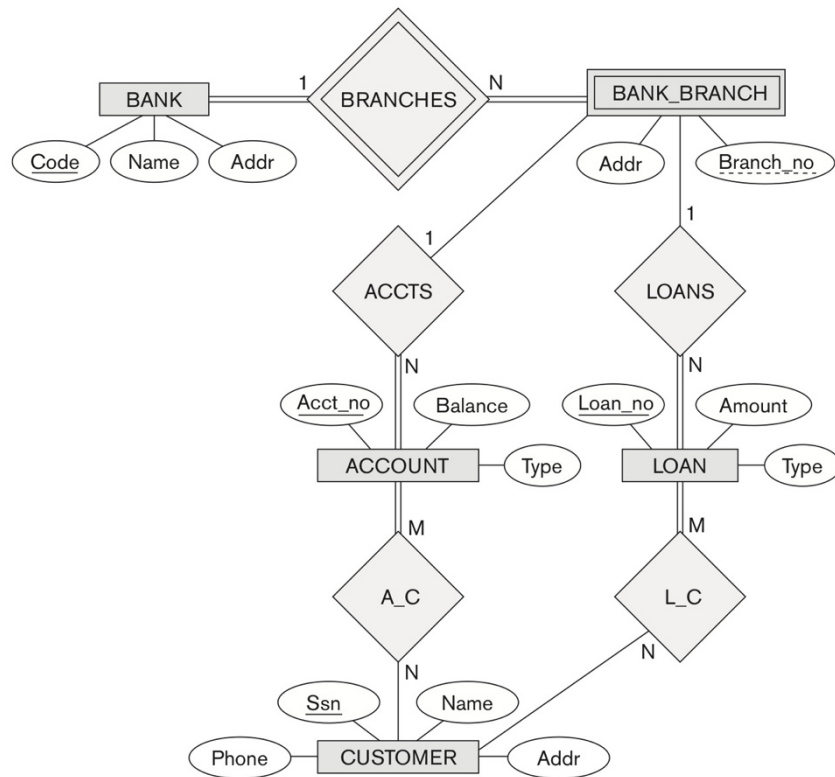 1
N
BANK
BRANCHES
BANK_BRANCH
Code
Name
Addr
Addr
Branch_no
1
1
ACCTS
LOANS
N
N
Acct_no
Balance
Loan_no
Amount
ACCOUNT
Type
LOAN
Type
M
M
A_C
L_C
N
N
Ssn
Name
Phone
CUSTOMER
Addr